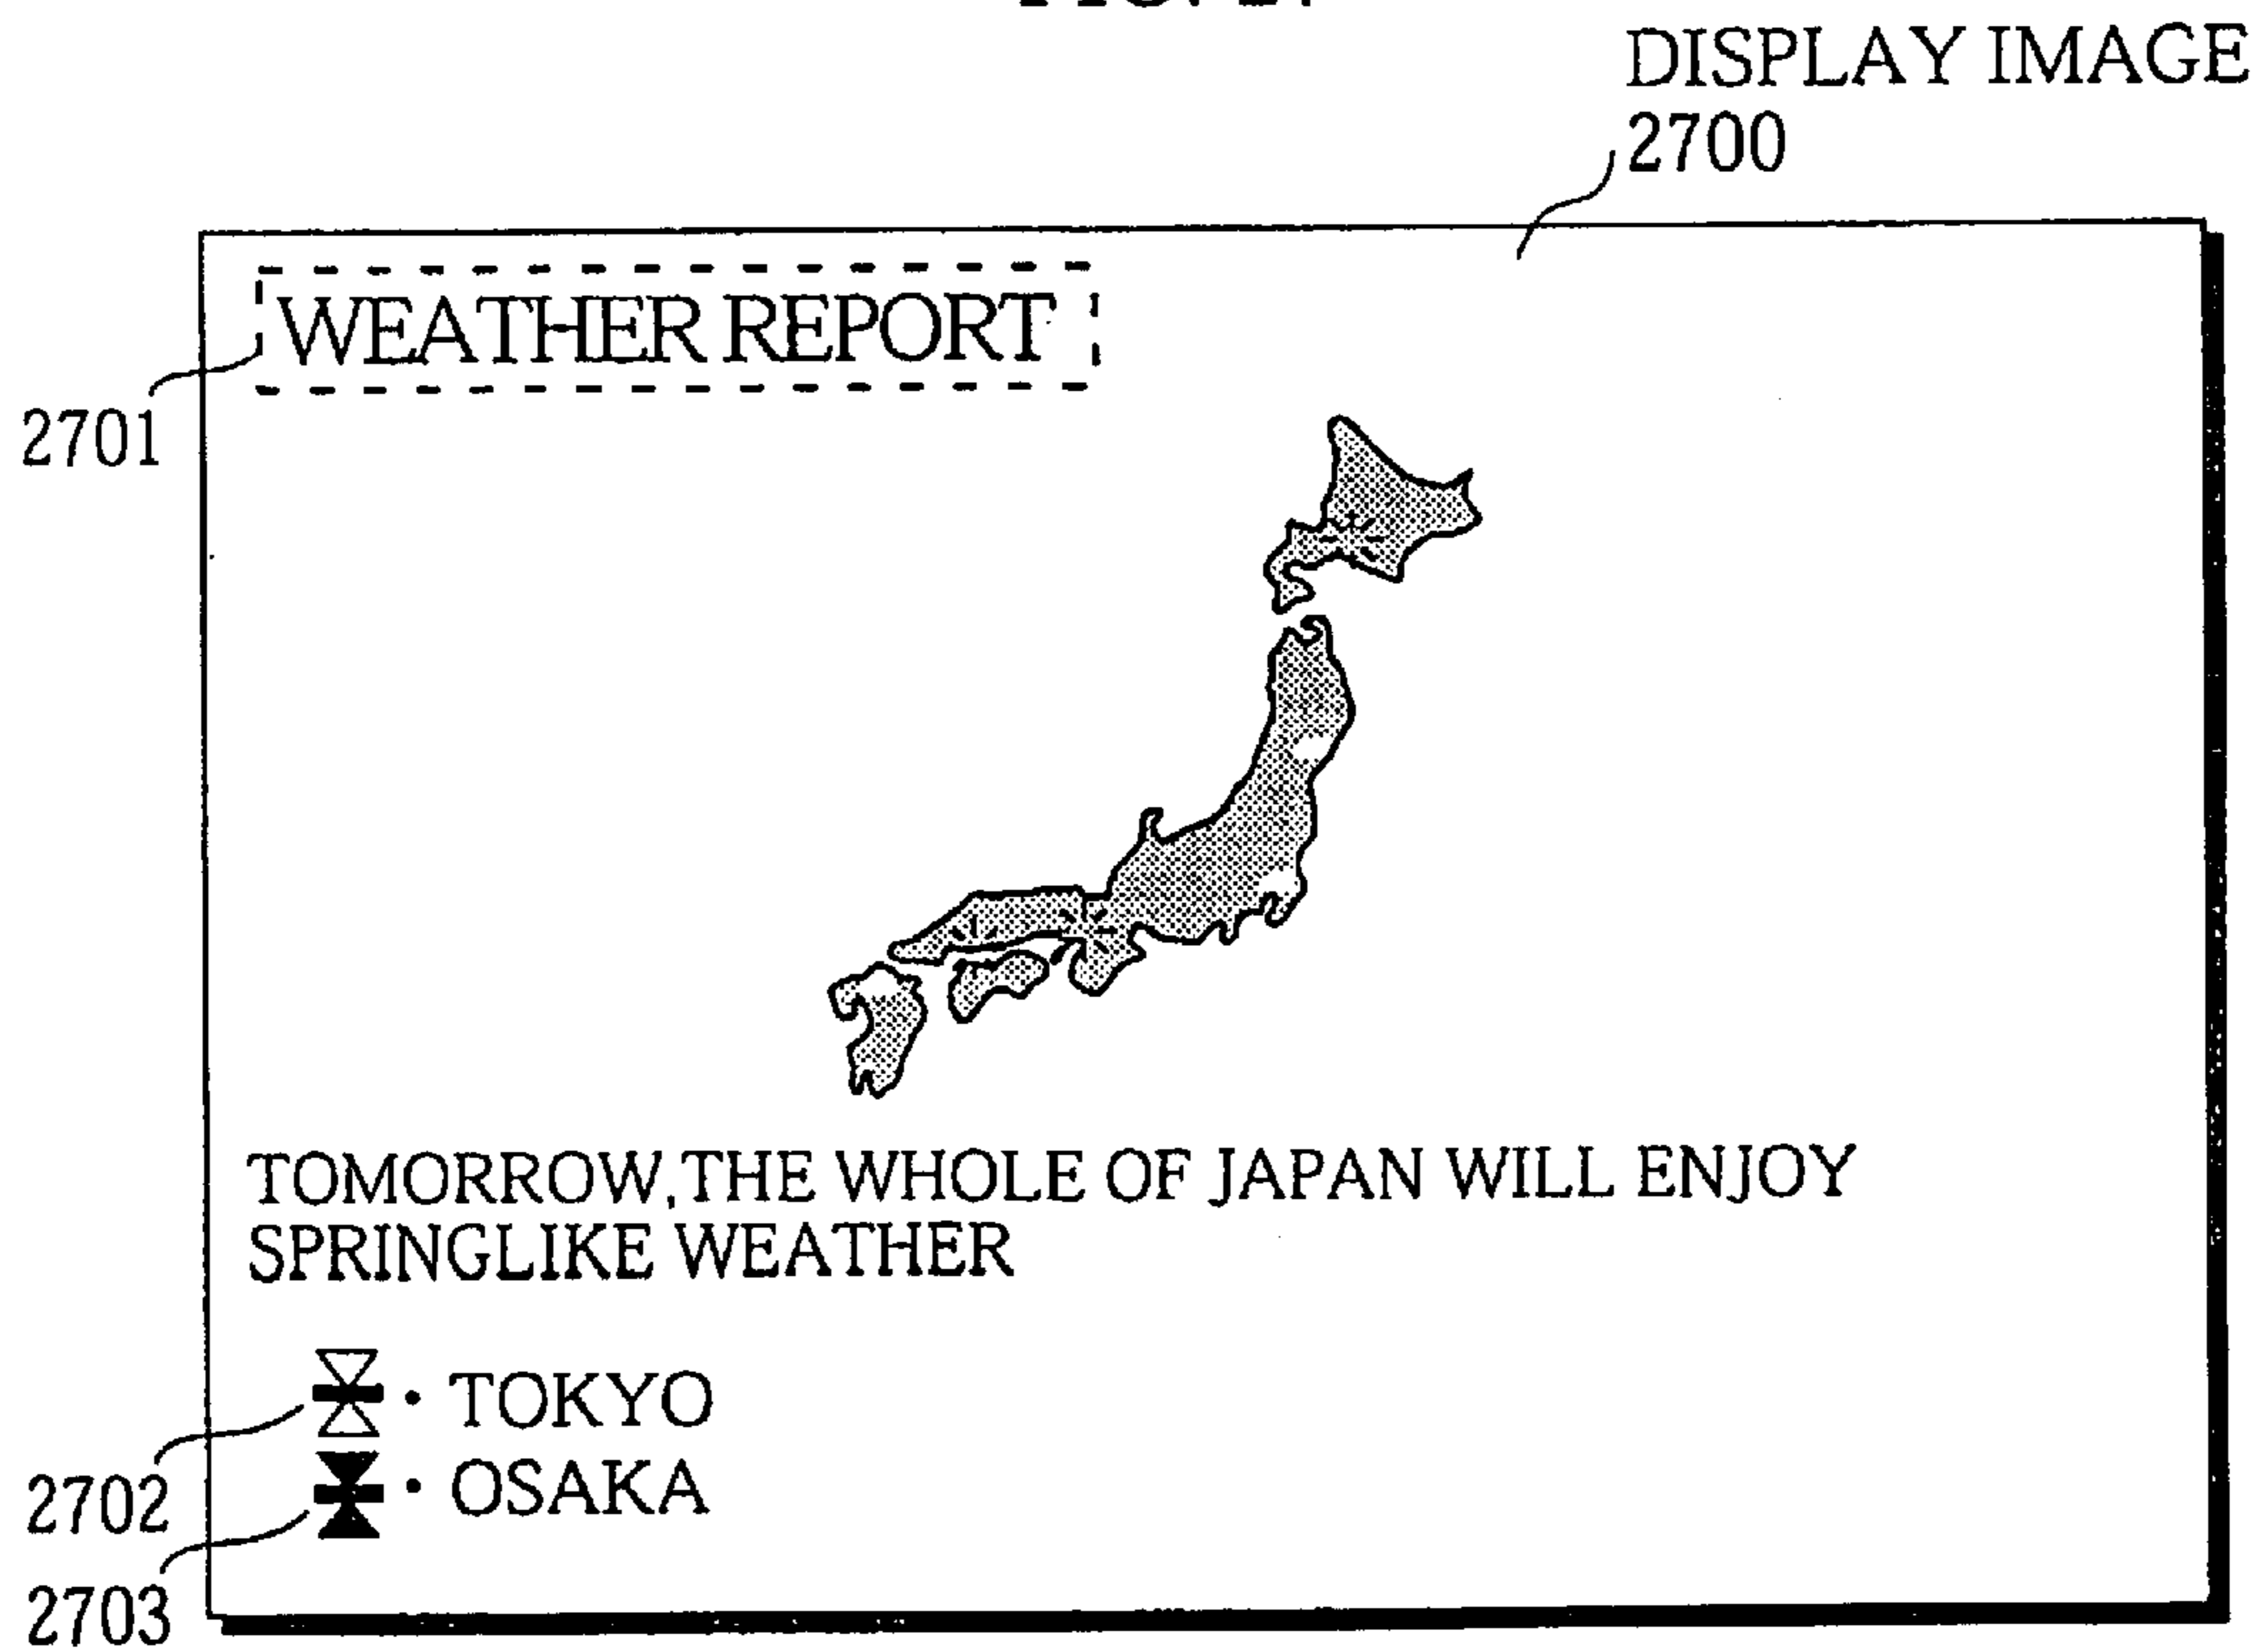 DISPLAY IMAGE
2700
WEATHER REPORT
2701
TOMORROW,THE WHOLE OF JAPAN WILL ENJOY
SPRINGLIKE WEATHER
2702
• TOKYO
2703
• OSAKA